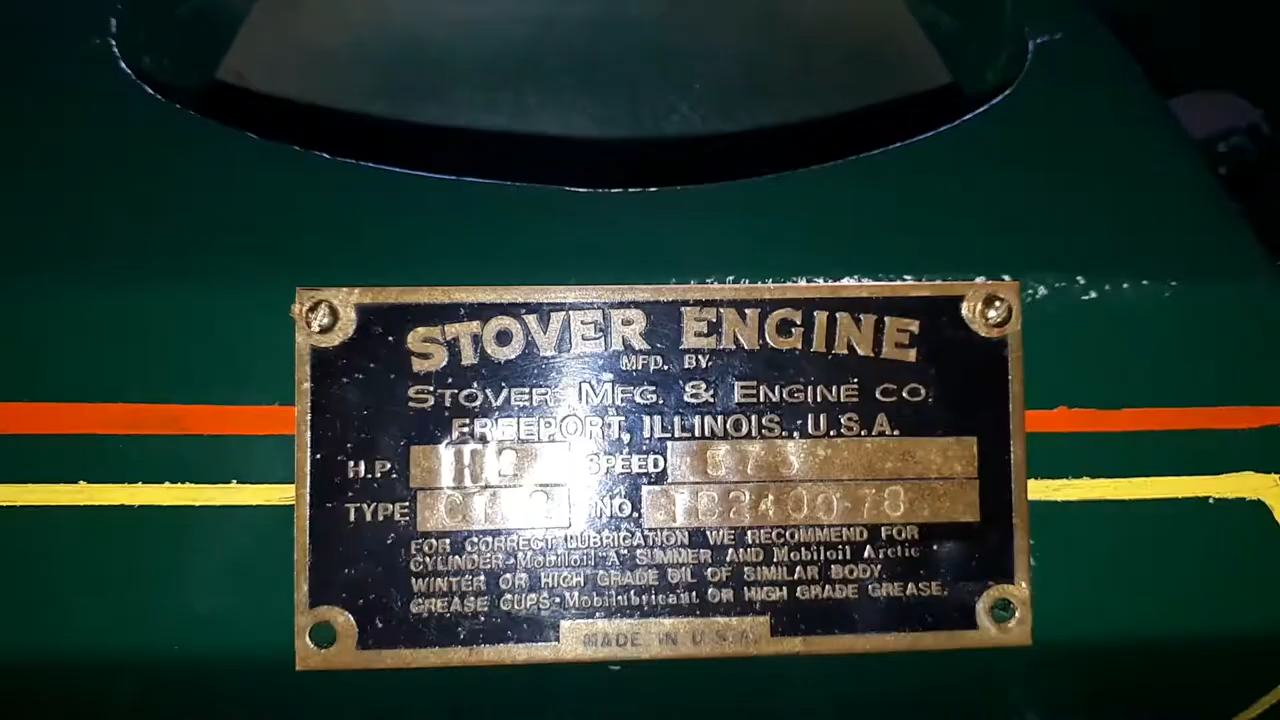 STOVER ENGINE
MFD. BY
STOVER MFG. & ENGINE CO.
FREEPORT, ILLINOIS, U.S.A.
H.P. SPEED
TYPE NO.
FOR CORRECT LUBRICATION WE RECOMMEND FOR
CYLINDER-Mobiloil "A" SUMMER AND Mobiloil Arctic
WINTER OR HIGH GRADE OIL OF SIMILAR BODY.
GREASE CUPS-Mobilubricant OR HIGH GRADE GREASE.
MADE IN U.S.A.